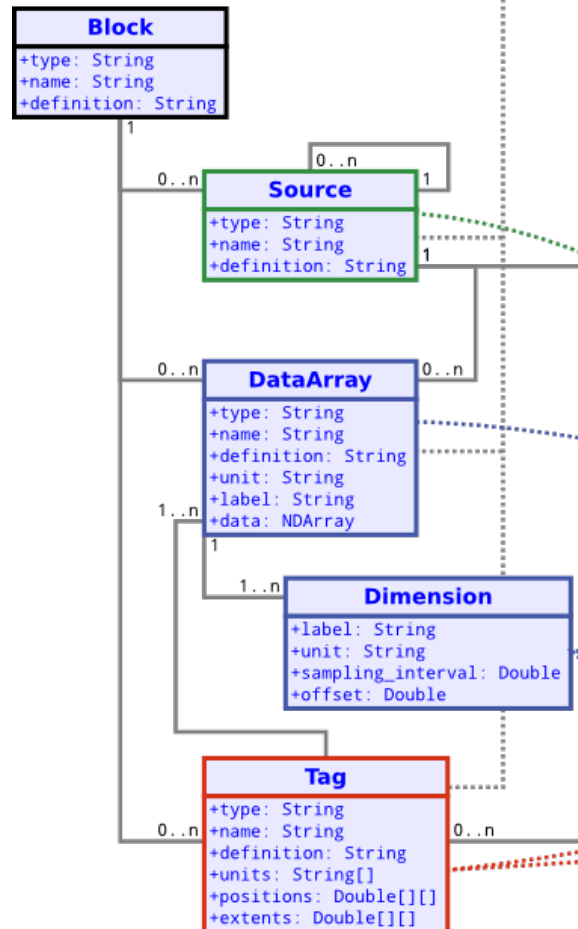 Block
+type: String
+name: String
+definition: String
1
0..n
0..n
1
Source
+type: String
+name: String
+definition: String
1
0..n
0..n
DataArray
+type: String
+name: String
+definition: String
+unit: String
+label: String
+data: NDArray
1..n
1
1..n
Dimension
+label: String
+unit: String
+sampling_interval: Double
+offset: Double
Tag
+type: String
+name: String
+definition: String
+units: String[]
+positions: Double[][]
+extents: Double[][]
0..n
0..n